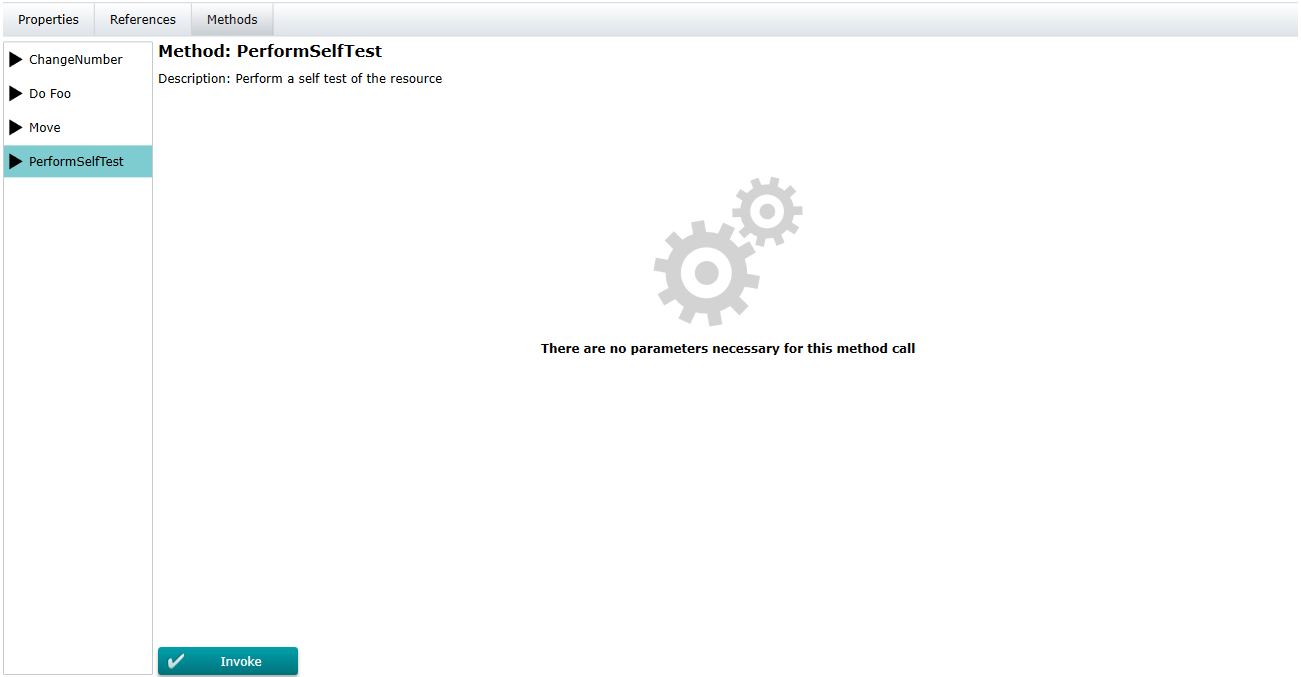 Properties References Methods
ChangeNumber
Do Foo
Move
PerformSelfTest
Method: PerformSelfTest
Description: Perform a self test of the resource
There are no parameters necessary for this method call
Invoke